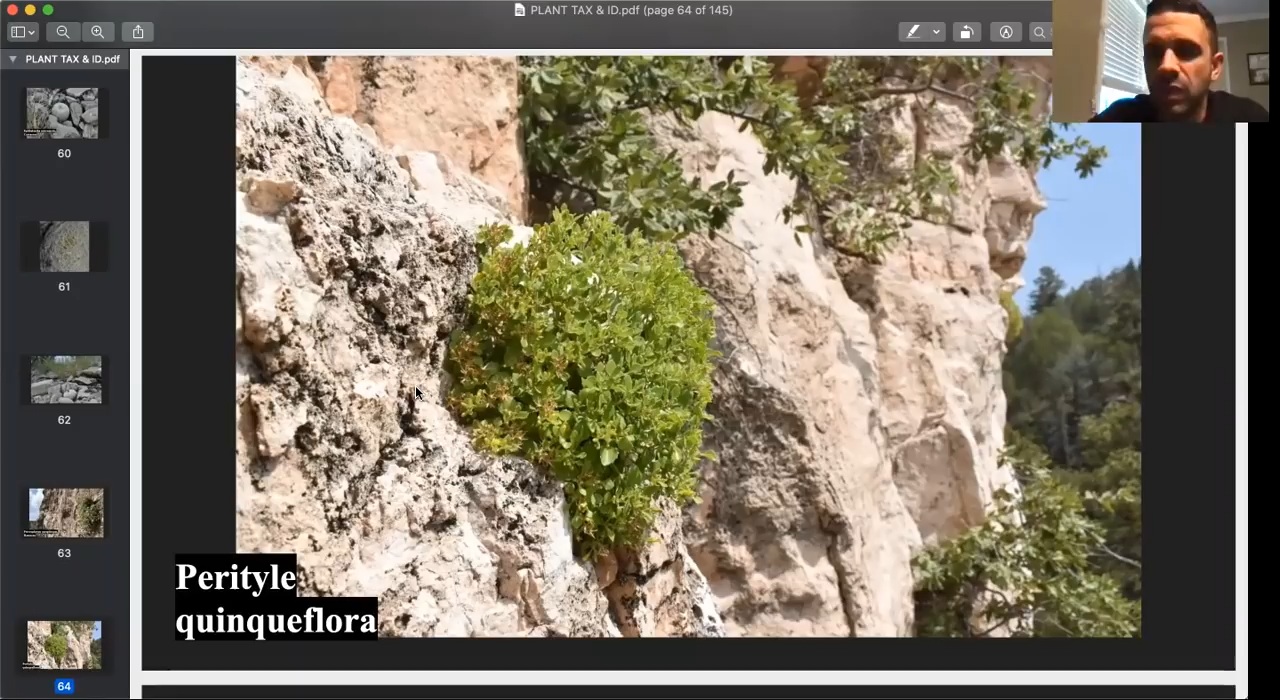 PLANT TAX & ID.pdf (page 64 of 145)
PLANT TAX & ID.pdf
60
61
62
63
64
Perityle
quinqueflora